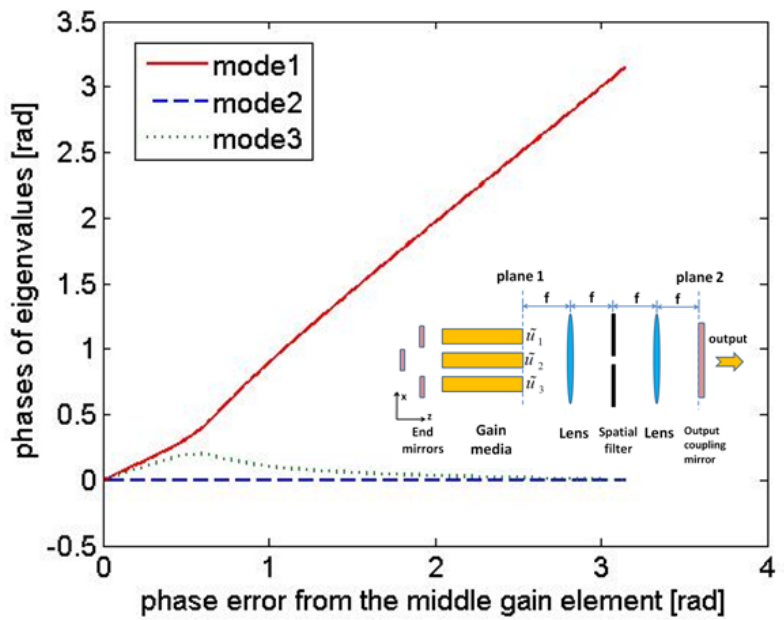 phases of eigenvalues [rad]
3.5
3
2.5
2
1.5
1
0.5
0
-0.5
mode1
mode2
mode3
plane 1
plane 2
f
f
f
f
ũ1
ũ2
ũ3
output
x
z
End mirrors
Gain media
Lens
Spatial filter
Lens
Output coupling mirror
0
1
2
3
4
phase error from the middle gain element [rad]